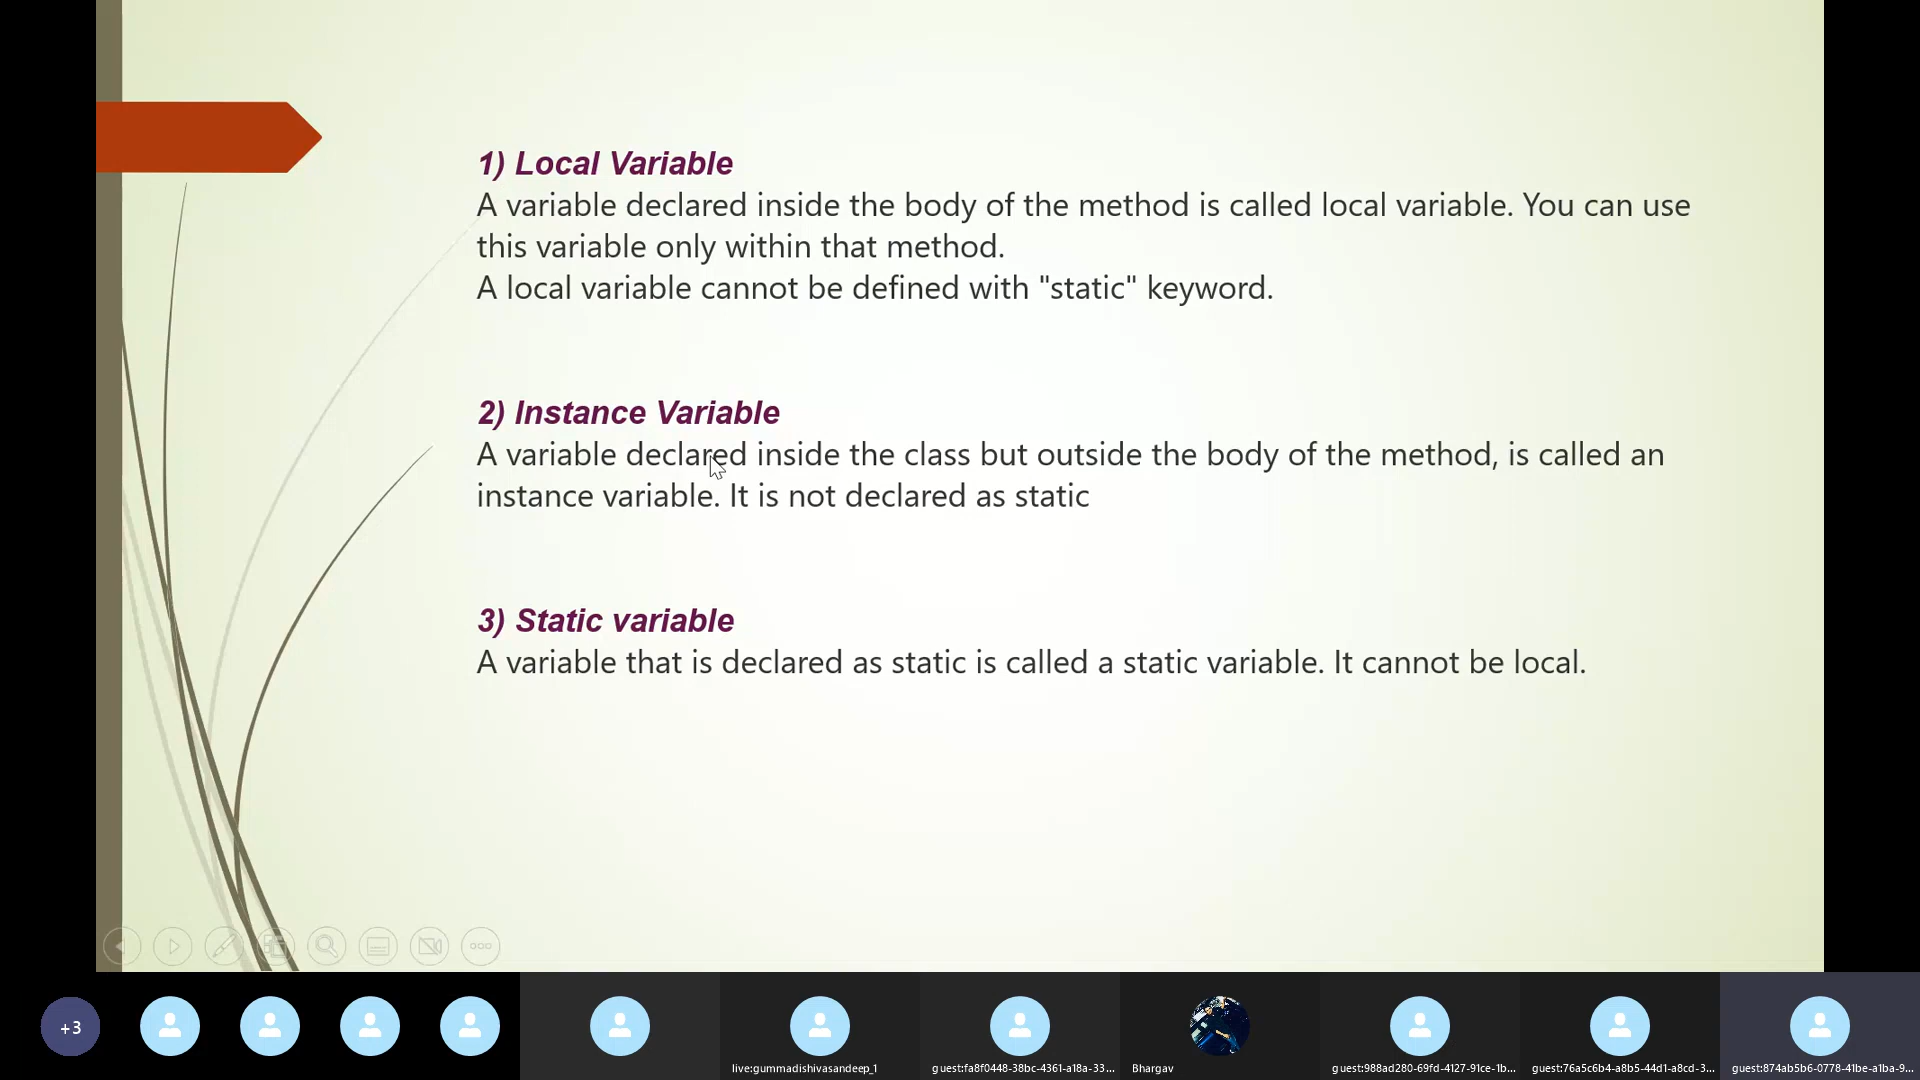 1) Local Variable
A variable declared inside the body of the method is called local variable. You can use
this variable only within that method.
A local variable cannot be defined with "static" keyword.
2) Instance Variable
A variable declared inside the class but outside the body of the method, is called an
instance variable. It is not declared as static
3) Static variable
A variable that is declared as static is called a static variable. It cannot be local.
+3
live:gummadishivasandeep_1
guest:fa8f0448-38bc-4361-a18a-33...
Bhargav
guest:988ad280-69fd-4127-91ce-1b...
guest:76a5c6b4-a8b5-44d1-a8cd-3...
guest:874ab5b6-0778-41be-a1ba-9...